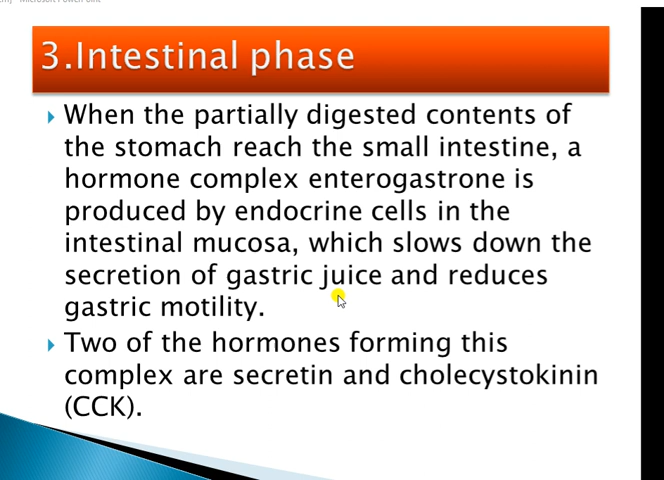 3.Intestinal phase
When the partially digested contents of
the stomach reach the small intestine, a
hormone complex enterogastrone is
produced by endocrine cells in the
intestinal mucosa, which slows down the
secretion of gastric juice and reduces
gastric motility.
Two of the hormones forming this
complex are secretin and cholecystokinin
(CCK).